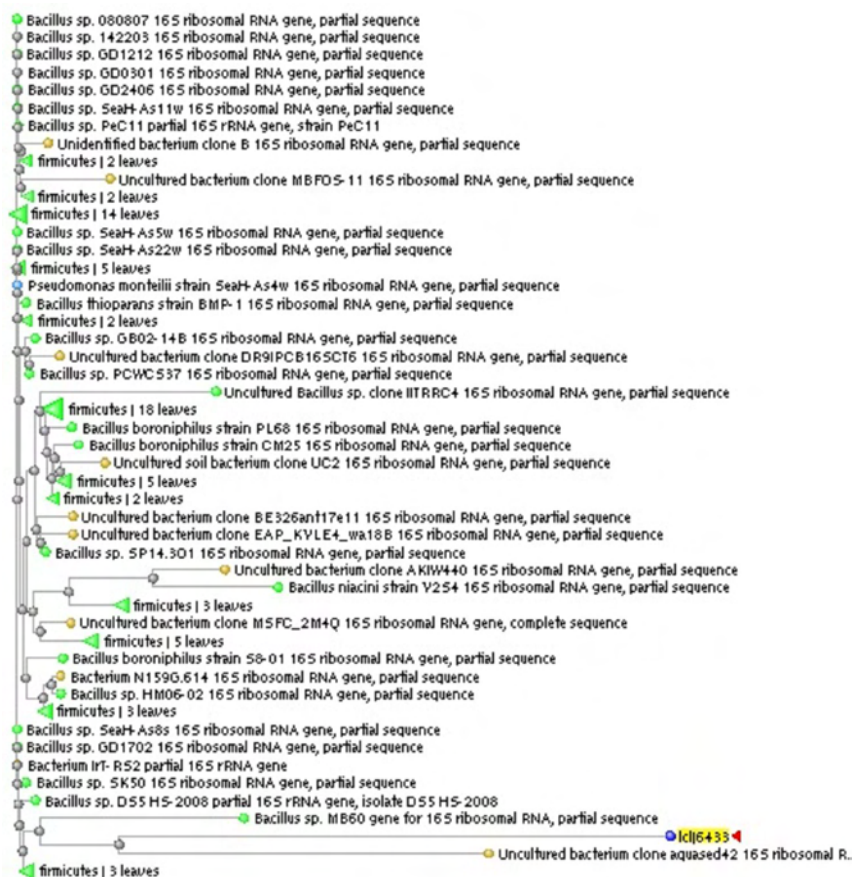 Bacillus sp. 080807 16S ribosomal RNA gene, partial sequence
Bacillus sp. 142203 16S ribosomal RNA gene, partial sequence
Bacillus sp. GD1212 16S ribosomal RNA gene, partial sequence
Bacillus sp. GD0301 16S ribosomal RNA gene, partial sequence
Bacillus sp. GD2406 16S ribosomal RNA gene, partial sequence
Bacillus sp. SeaH-As11w 16S ribosomal RNA gene, partial sequence
Bacillus sp. PeC11 partial 16S rRNA gene, strain PeC11
Unidentified bacterium clone B 16S ribosomal RNA gene, partial sequence
firmicutes | 2 leaves
Uncultured bacterium clone MBFOS-11 16S ribosomal RNA gene, partial sequence
firmicutes | 2 leaves
firmicutes | 14 leaves
Bacillus sp. SeaH-As5w 16S ribosomal RNA gene, partial sequence
Bacillus sp. SeaH-As22w 16S ribosomal RNA gene, partial sequence
firmicutes | 5 leaves
Pseudomonas monteilii strain SeaH-As4w 16S ribosomal RNA gene, partial sequence
Bacillus thioparans strain BMP-1 16S ribosomal RNA gene, partial sequence
firmicutes | 2 leaves
Bacillus sp. GB02-14B 16S ribosomal RNA gene, partial sequence
Uncultured bacterium clone DR9IPCB16SCT6 16S ribosomal RNA gene, partial sequence
Bacillus sp. PCWCS37 16S ribosomal RNA gene, partial sequence
Uncultured Bacillus sp. clone IITRRC4 16S ribosomal RNA gene, partial sequence
firmicutes | 18 leaves
Bacillus boroniphilus strain PL68 16S ribosomal RNA gene, partial sequence
Bacillus boroniphilus strain CM25 16S ribosomal RNA gene, partial sequence
Uncultured soil bacterium clone UC2 16S ribosomal RNA gene, partial sequence
firmicutes | 5 leaves
firmicutes | 2 leaves
Uncultured bacterium clone BE326ant17e11 16S ribosomal RNA gene, partial sequence
Uncultured bacterium clone EAP_KVLE4_wa18B 16S ribosomal RNA gene, partial sequence
Bacillus sp. SP14.3O1 16S ribosomal RNA gene, partial sequence
Uncultured bacterium clone AKIW440 16S ribosomal RNA gene, partial sequence
Bacillus niacini strain V254 16S ribosomal RNA gene, partial sequence
firmicutes | 3 leaves
Uncultured bacterium clone MSFC_2M4Q 16S ribosomal RNA gene, complete sequence
firmicutes | 5 leaves
Bacillus boroniphilus strain S8-01 16S ribosomal RNA gene, partial sequence
Bacterium N159G.614 16S ribosomal RNA gene, partial sequence
Bacillus sp. HM06-02 16S ribosomal RNA gene, partial sequence
firmicutes | 3 leaves
Bacillus sp. SeaH-As8s 16S ribosomal RNA gene, partial sequence
Bacillus sp. GD1702 16S ribosomal RNA gene, partial sequence
Bacterium IrT-RS2 partial 16S rRNA gene
Bacillus sp. SK50 16S ribosomal RNA gene, partial sequence
Bacillus sp. DS5 HS-2008 partial 16S rRNA gene, isolate DS5 HS-2008
Bacillus sp. MB60 gene for 16S ribosomal RNA, partial sequence
lcl|6433
Uncultured bacterium clone aquased42 16S ribosomal R...
firmicutes | 3 leaves